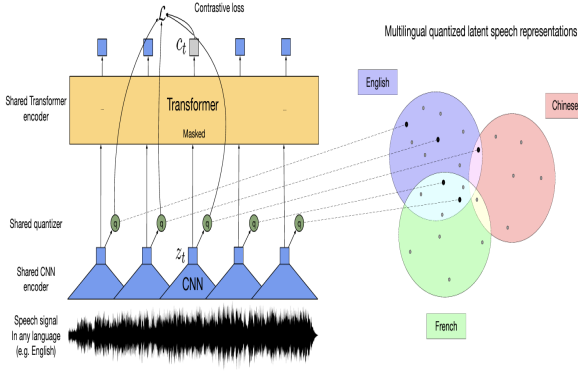 Contrastive loss
ℒ
c_t
Multilingual quantized latent speech representations
Shared Transformer
encoder
Transformer
...
...
Masked
English
Chinese
Shared quantizer
q
q
q
q
q
z_t
Shared CNN
encoder
CNN
Speech signal
In any language
(e.g. English)
French